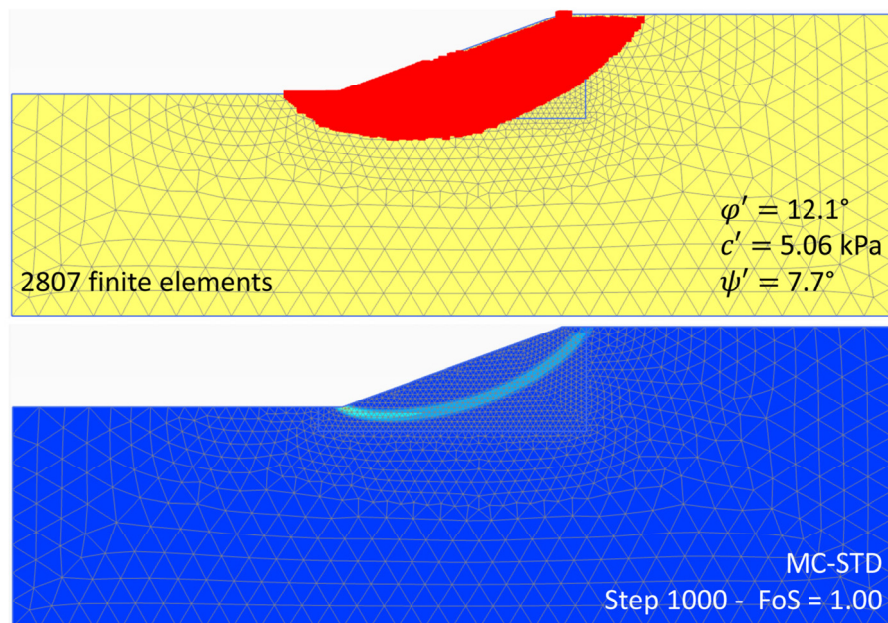 φ′ = 12.1°
c′ = 5.06 kPa
2807 finite elements
ψ′ = 7.7°
MC-STD
Step 1000 - FoS = 1.00